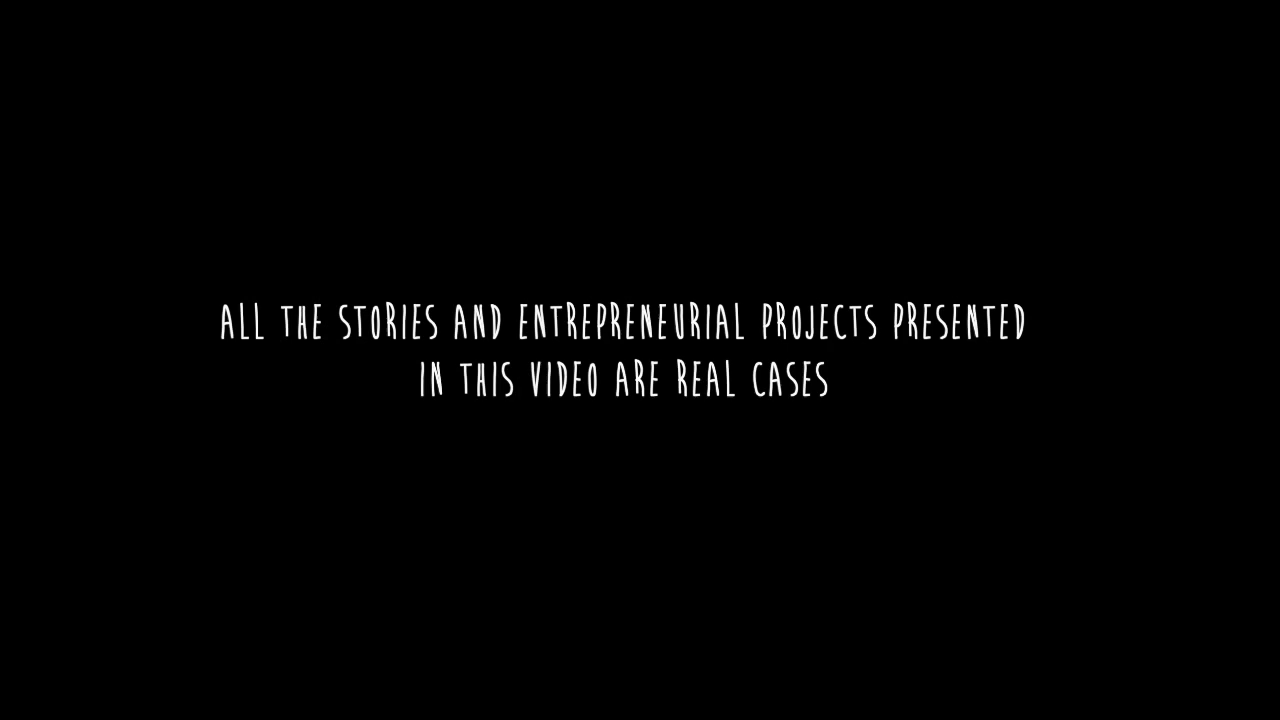 ALL THE STORIES AND ENTREPRENEURIAL PROJECTS PRESENTED
IN THIS VIDEO ARE REAL CASES